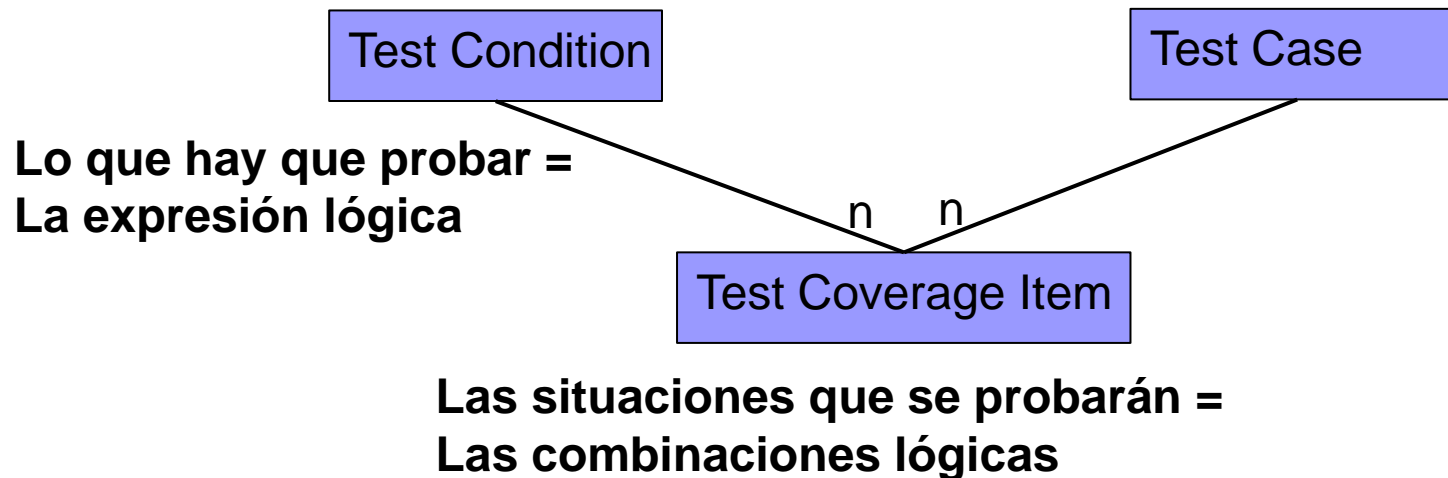 Test Condition
Test Case
Lo que hay que probar =
La expresión lógica
n n
Test Coverage Item
Las situaciones que se probarán =
Las combinaciones lógicas